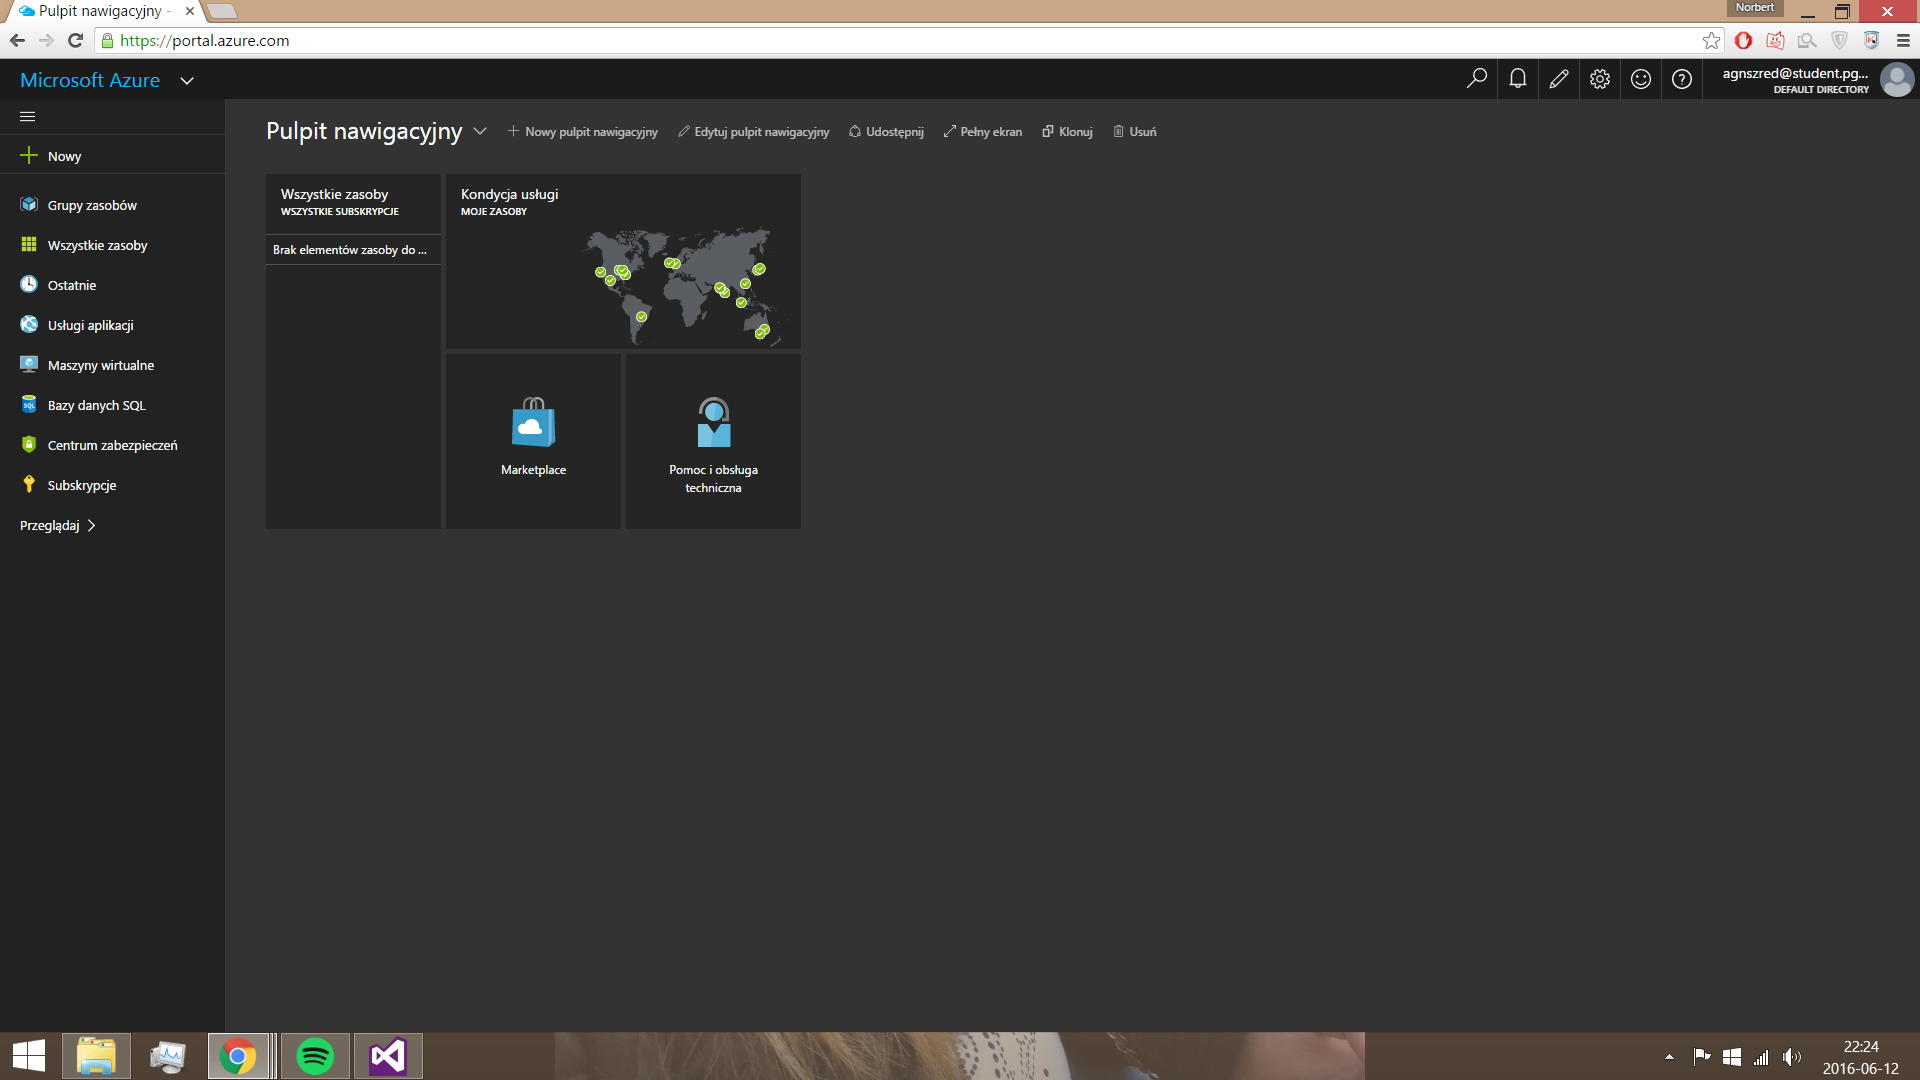 Pulpit nawigacyjny -
Norbert
https://portal.azure.com
Microsoft Azure
agnszred@student.pg...
DEFAULT DIRECTORY
Pulpit nawigacyjny
Nowy pulpit nawigacyjny
Edytuj pulpit nawigacyjny
Udostępnij
Pełny ekran
Klonuj
Usuń
Nowy
Grupy zasobów
Wszystkie zasoby
Ostatnie
Usługi aplikacji
Maszyny wirtualne
Bazy danych SQL
Centrum zabezpieczeń
Subskrypcje
Przeglądaj
Wszystkie zasoby
WSZYSTKIE SUBSKRYPCJE
Brak elementów zasoby do ...
Kondycja usługi
MOJE ZASOBY
Marketplace
Pomoc i obsługa
techniczna
22:24
2016-06-12